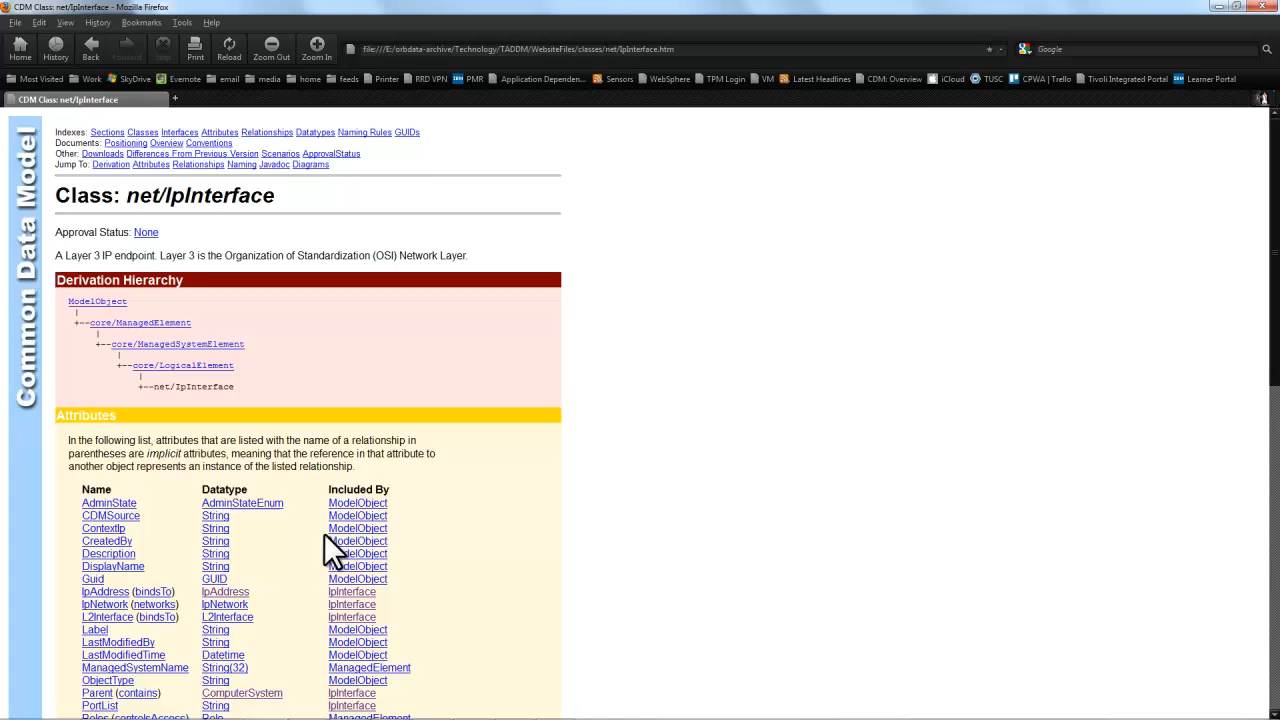 CDM Class: net/IpInterface - Mozilla Firefox
File Edit View History Bookmarks Tools Help
Home History Back Forward Stop Print Reload Zoom Out Zoom In file:///E:/orbdata-archive/Technology/TADDM/WebsiteFiles/classes/net/IpInterface.htm Google
Most Visited Work SkyDrive Evernote email media home feeds Printer RRD VPN IBM PMR Application Depen... Sensors WebSphere TPM Login VM Latest Headlines CDM: Overview iCloud TUSC CPWA | Trello Tivoli Integrated Portal IBM Learner Portal
CDM Class: net/IpInterface +
Common Data Model
Indexes: Sections Classes Interfaces Attributes Relationships Datatypes Naming Rules GUIDs
Documents: Positioning Overview Conventions
Other: Downloads Differences From Previous Version Scenarios ApprovalStatus
Jump To: Derivation Attributes Relationships Naming Javadoc Diagrams
Class: net/IpInterface
Approval Status: None
A Layer 3 IP endpoint. Layer 3 is the Organization of Standardization (OSI) Network Layer.
Derivation Hierarchy
ModelObject
|
+--core/ManagedElement
|
+--core/ManagedSystemElement
|
+--core/LogicalElement
|
+--net/IpInterface
Attributes
In the following list, attributes that are listed with the name of a relationship in
parentheses are implicit attributes, meaning that the reference in that attribute to
another object represents an instance of the listed relationship.
Name Datatype Included By
AdminState AdminStateEnum ModelObject
CDMSource String ModelObject
ContextIp String ModelObject
CreatedBy String ModelObject
Description String ModelObject
DisplayName String ModelObject
Guid GUID ModelObject
IpAddress (bindsTo) IpAddress IpInterface
IpNetwork (networks) IpNetwork IpInterface
L2Interface (bindsTo) L2Interface IpInterface
Label String ModelObject
LastModifiedBy String ModelObject
LastModifiedTime Datetime ModelObject
ManagedSystemName String(32) ManagedElement
ObjectType String ModelObject
Parent (contains) ComputerSystem IpInterface
PortList String IpInterface
Roles (controlsAccess) Role ManagedElement